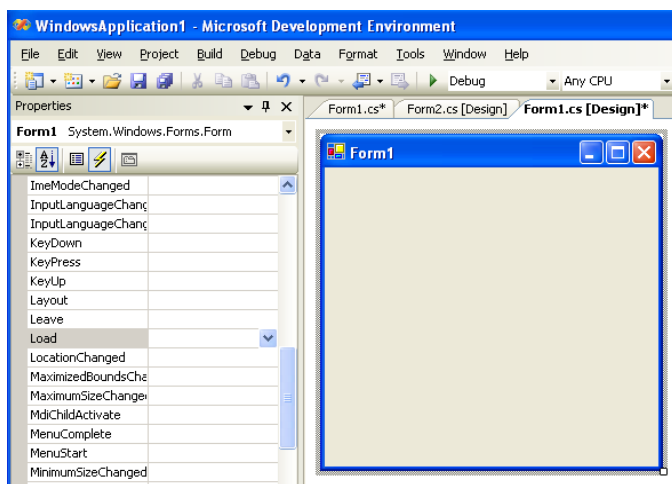 WindowsApplication1 - Microsoft Development Environment
File Edit View Project Build Debug Data Format Tools Window Help
Debug Any CPU
Properties
Form1.cs* Form2.cs [Design] Form1.cs [Design]*
Form1 System.Windows.Forms.Form
Form1
ImeModeChanged
InputLanguageChang
InputLanguageChang
KeyDown
KeyPress
KeyUp
Layout
Leave
Load
LocationChanged
MaximizedBoundsCha
MaximumSizeChange
MdiChildActivate
MenuComplete
MenuStart
MinimumSizeChanged